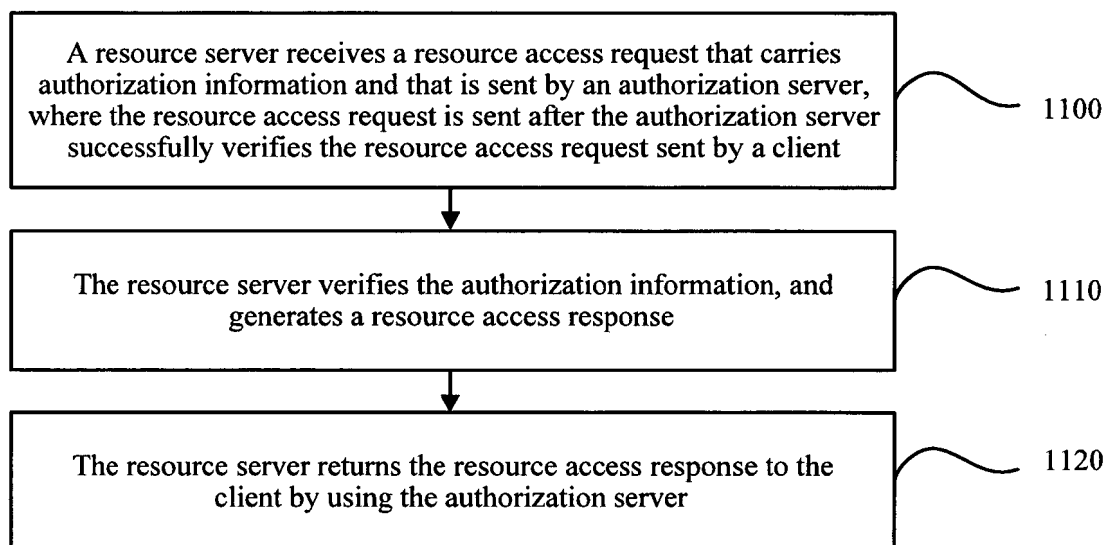 A resource server receives a resource access request that carries
authorization information and that is sent by an authorization server,
where the resource access request is sent after the authorization server
successfully verifies the resource access request sent by a client
1100
The resource server verifies the authorization information, and
generates a resource access response
1110
The resource server returns the resource access response to the
client by using the authorization server
1120